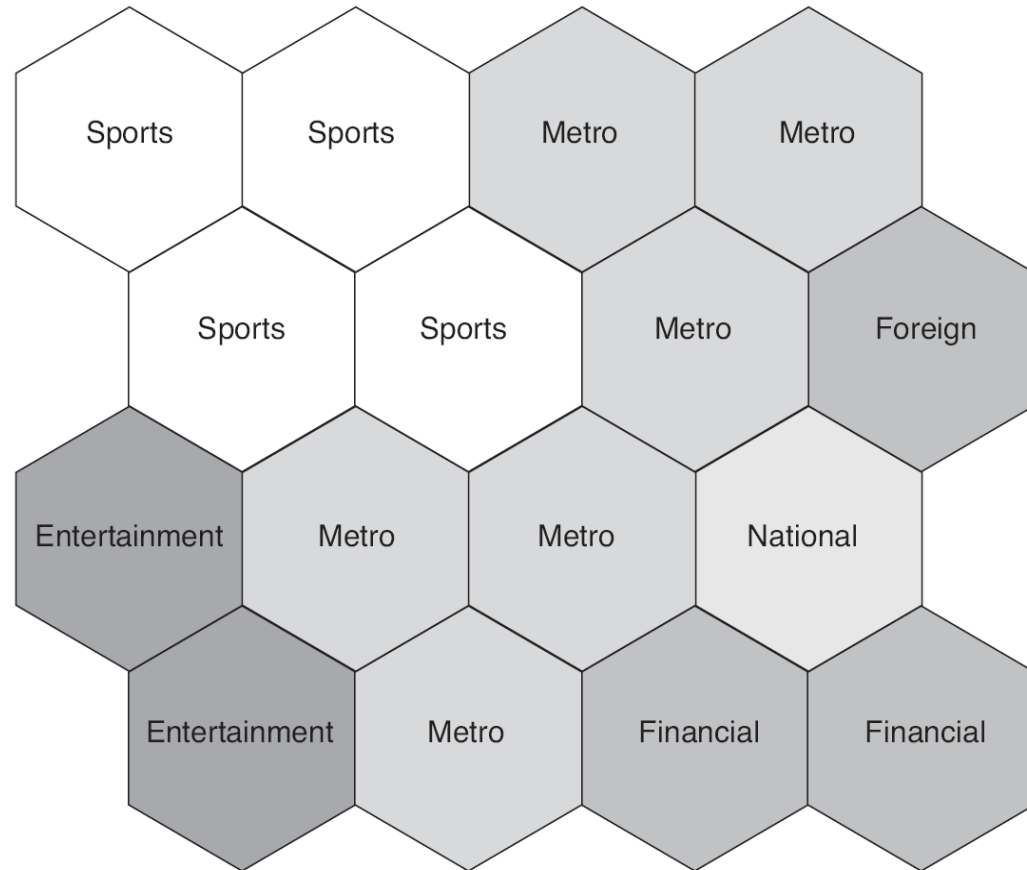 Sports Sports Metro Metro
Sports Sports Metro Foreign
Entertainment Metro Metro National
Entertainment Metro Financial Financial